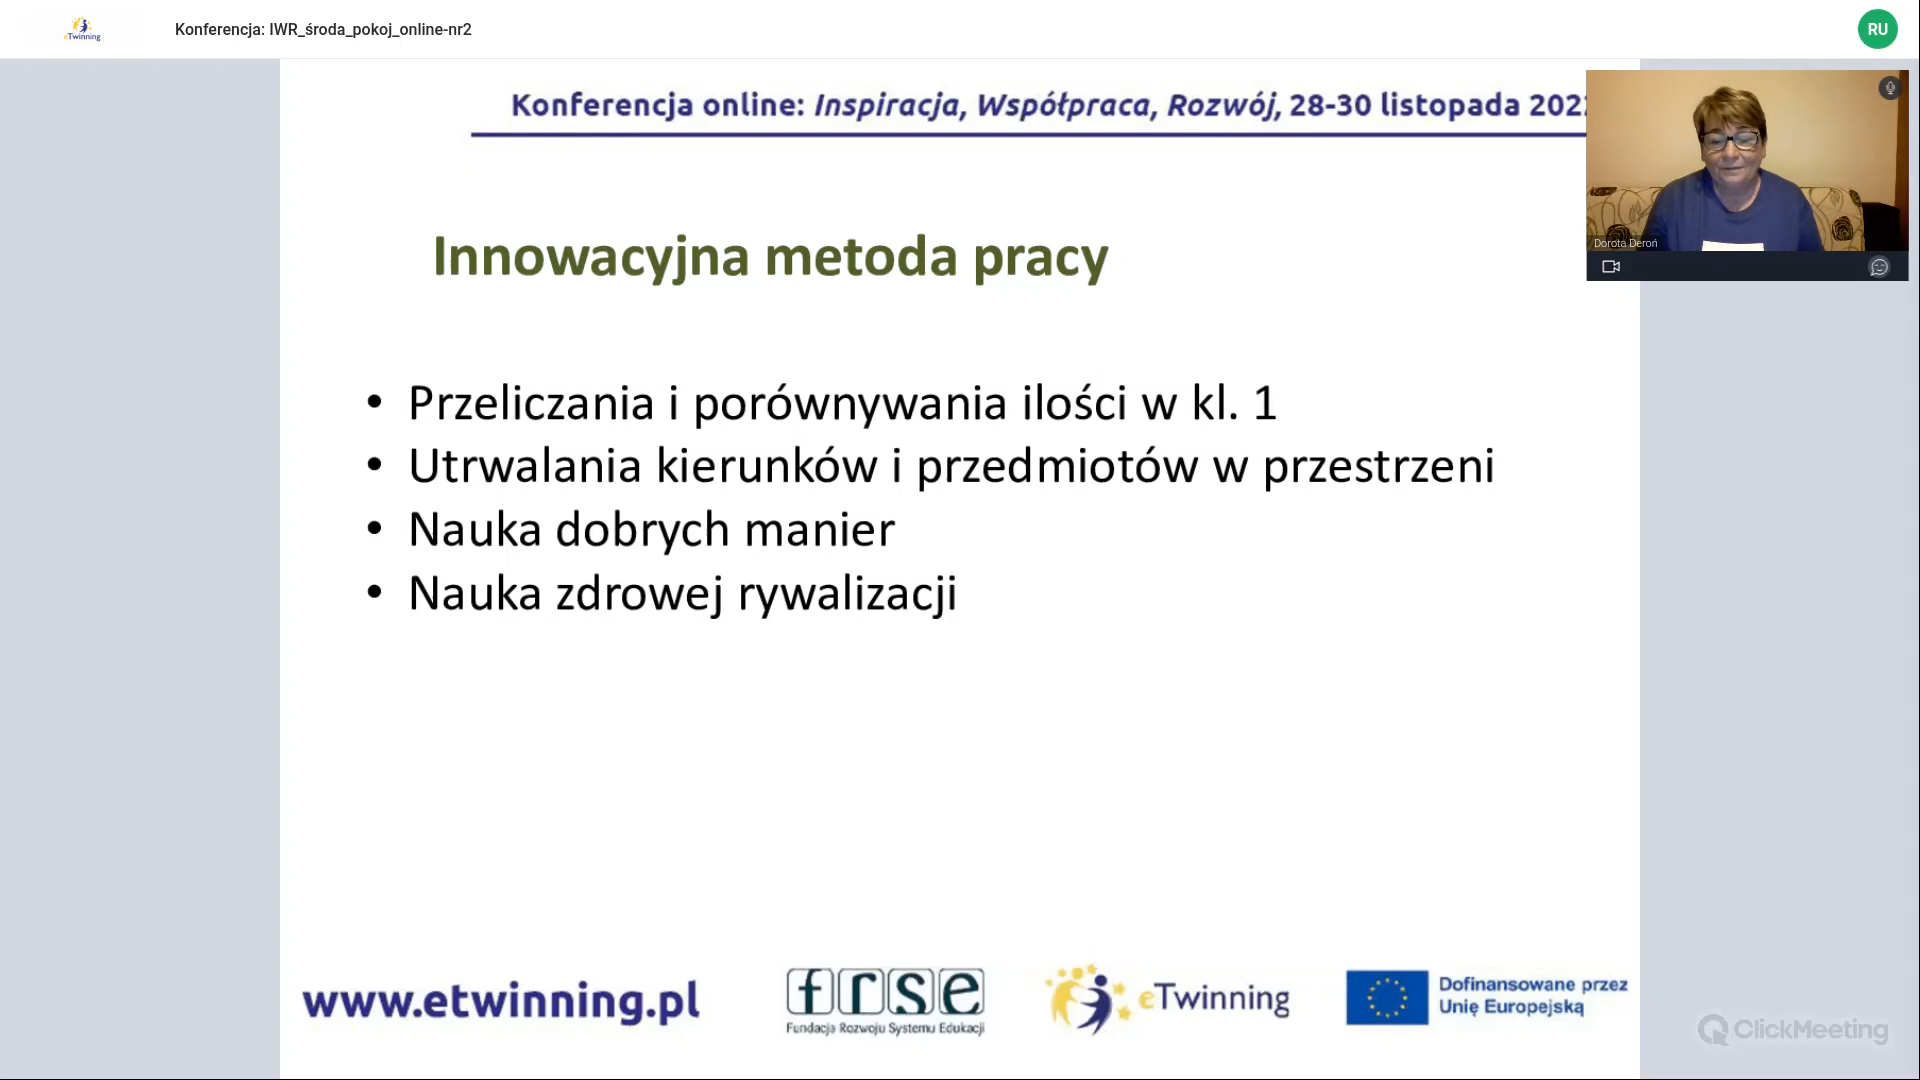 eTwinning
Konferencja: IWR_środa_pokoj_online-nr2
RU
Konferencja online: Inspiracja, Współpraca, Rozwój, 28-30 listopada
Dorota Deroń
Innowacyjna metoda pracy
• Przeliczania i porównywania ilości w kl. 1
• Utrwalania kierunków i przedmiotów w przestrzeni
• Nauka dobrych manier
• Nauka zdrowej rywalizacji
www.etwinning.pl
frse
Fundacja Rozwoju Systemu Edukacji
eTwinning
Dofinansowane przez
Unię Europejską
ClickMeeting